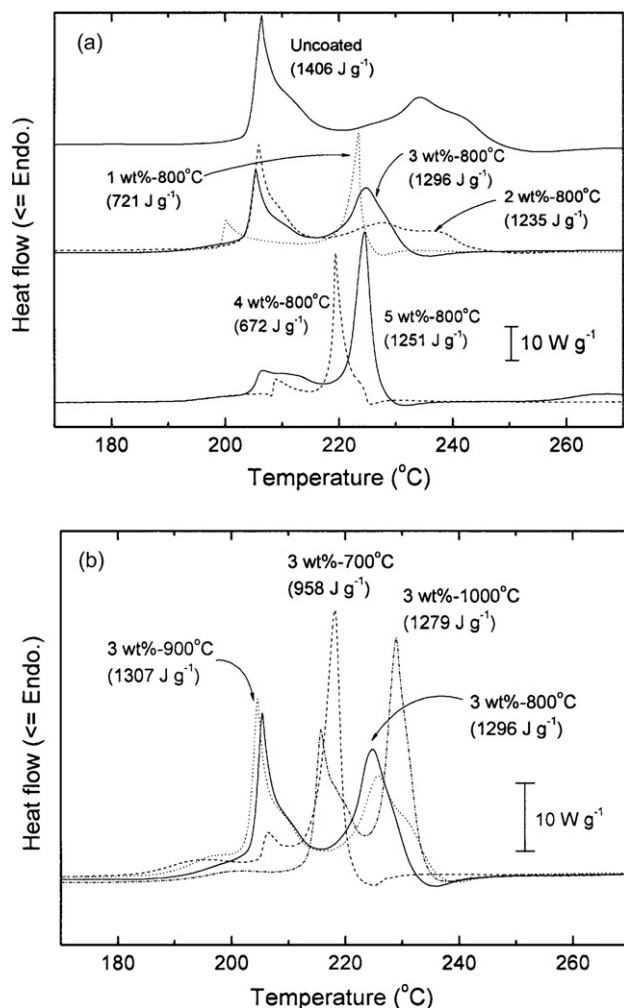 (a)
Uncoated
(1406 J g⁻¹)
1 wt%-800°C
(721 J g⁻¹)
3 wt%-800°C
(1296 J g⁻¹)
2 wt%-800°C
(1235 J g⁻¹)
4 wt%-800°C
(672 J g⁻¹)
5 wt%-800°C
(1251 J g⁻¹)
10 W g⁻¹
Heat flow (<= Endo.)
180 200 220 240 260
Temperature (°C)
(b)
3 wt%-700°C
(958 J g⁻¹)
3 wt%-1000°C
(1279 J g⁻¹)
3 wt%-900°C
(1307 J g⁻¹)
3 wt%-800°C
(1296 J g⁻¹)
10 W g⁻¹
Heat flow (<= Endo.)
180 200 220 240 260
Temperature (°C)